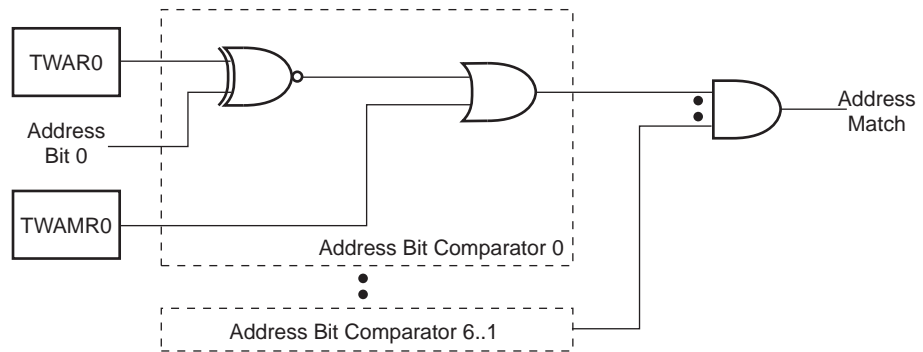 TWAR0
Address
Bit 0
TWAMR0
Address Bit Comparator 0
Address Bit Comparator 6..1
Address
Match